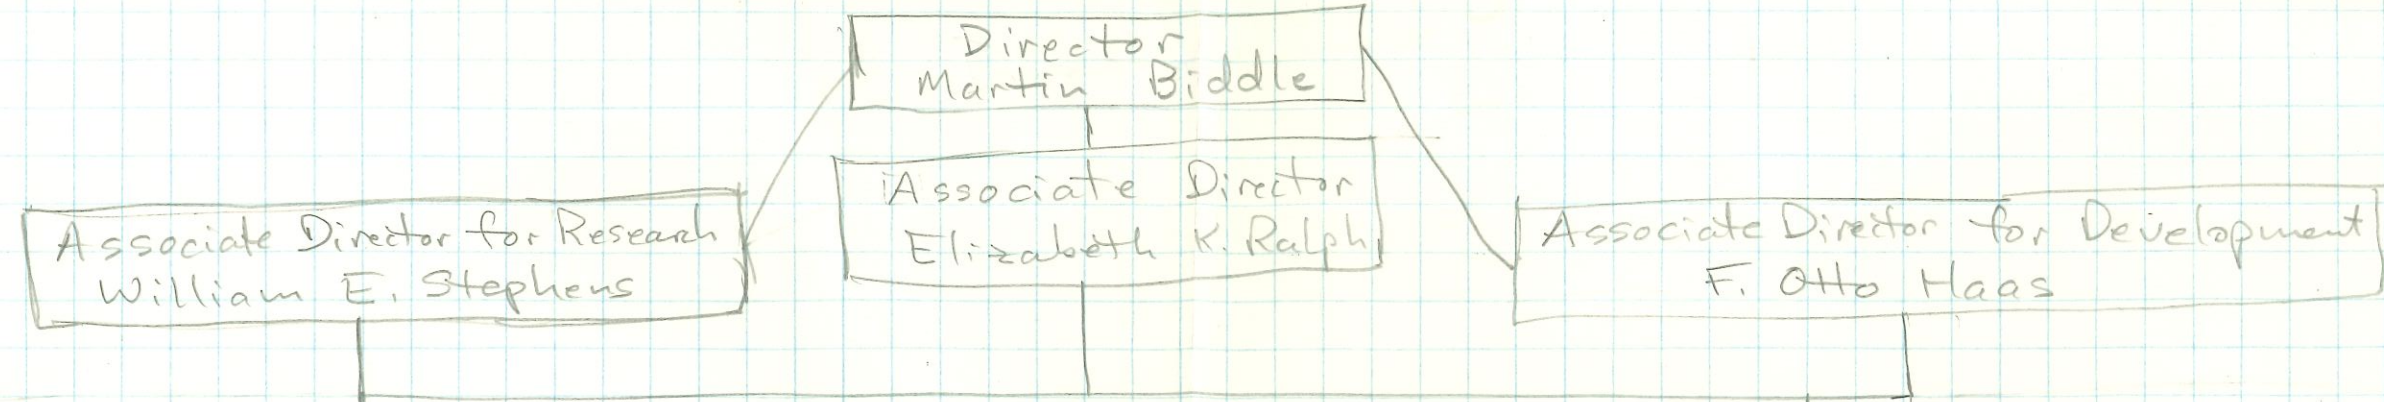 Director
Martin Biddle
Associate Director
Elizabeth K. Ralph
Associate Director for Research
William E. Stephens
Associate Director for Development
F. Otto Haas